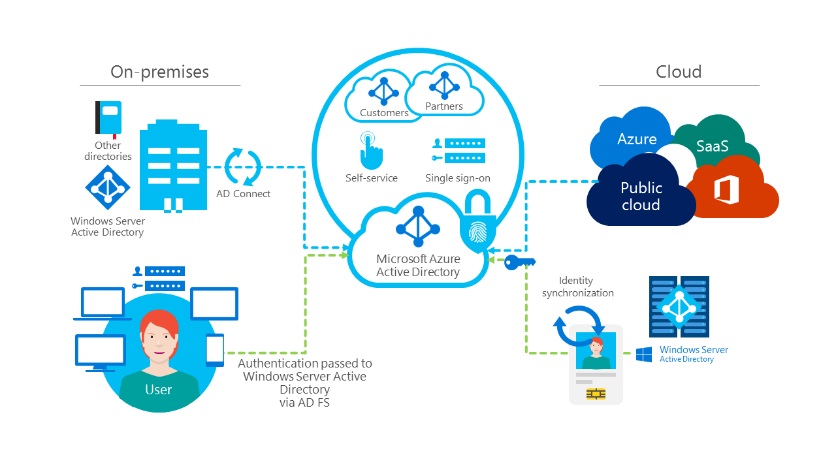 On-premises
Cloud
Customers
Partners
Other
directories
Azure
SaaS
Self-service
Single sign-on
AD Connect
Public
cloud
Windows Server
Active Directory
Microsoft Azure
Active Directory
Identity
synchronization
Windows Server
Active Directory
Authentication passed to
Windows Server Active
Directory
via AD FS
User